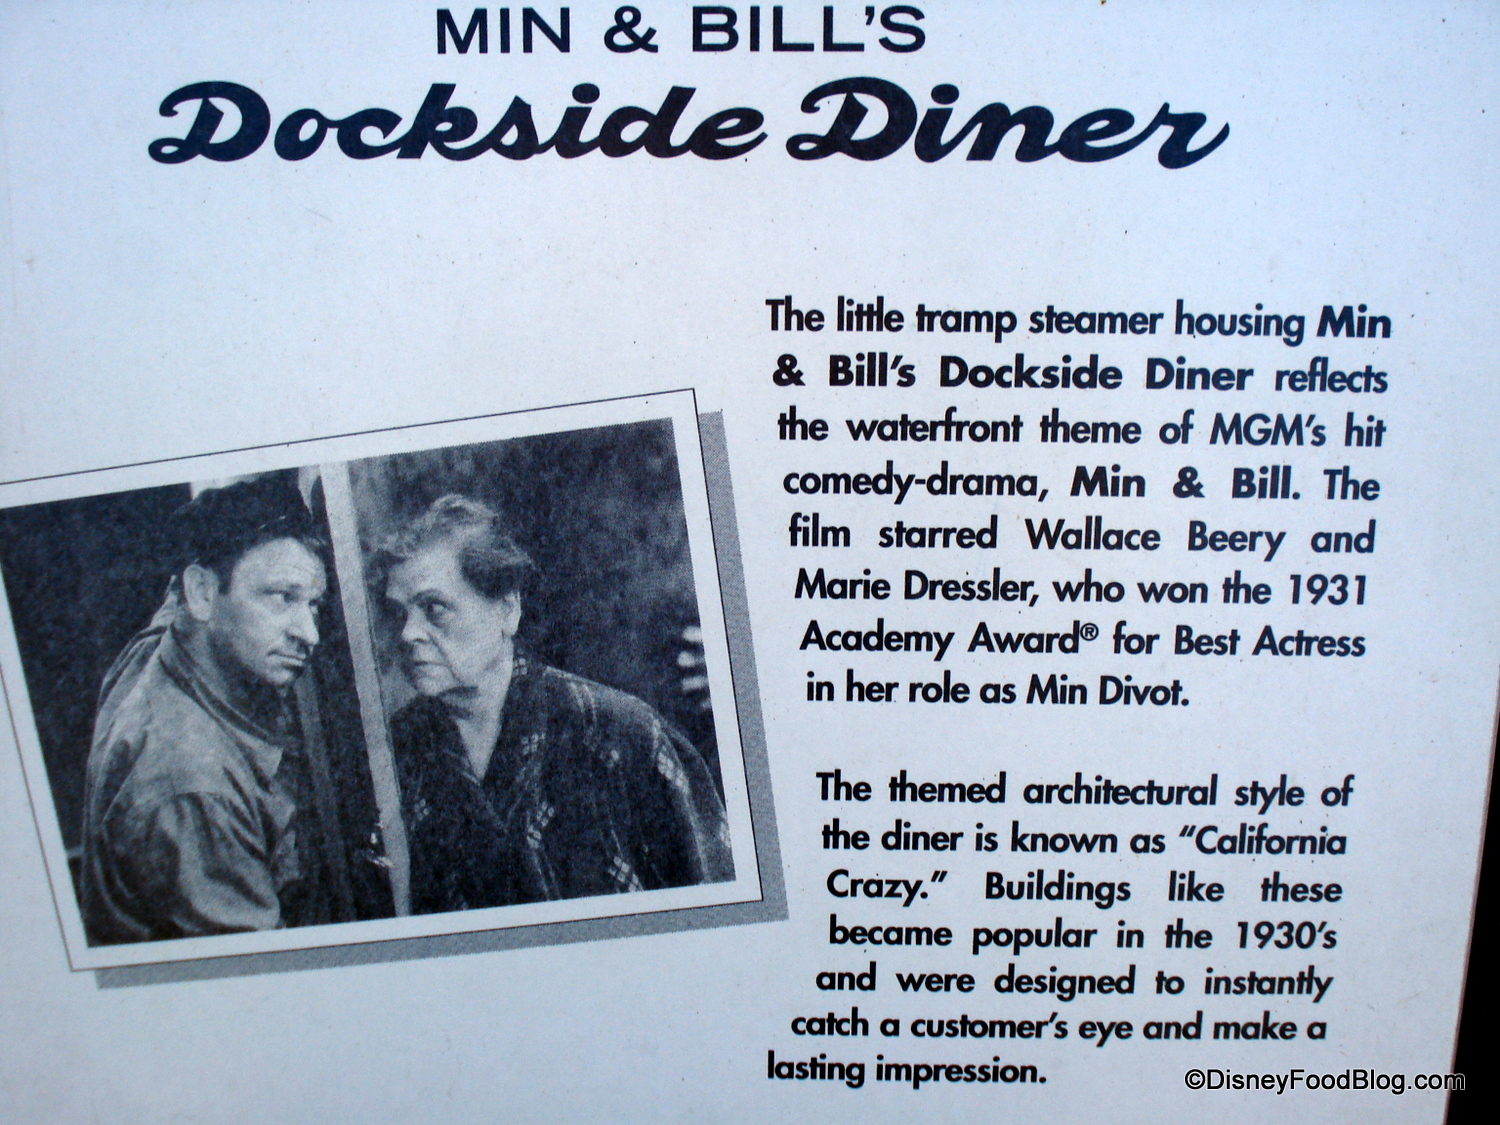 MIN & BILL'S
Dockside Diner
The little tramp steamer housing Min
& Bill's Dockside Diner reflects
the waterfront theme of MGM's hit
comedy-drama, Min & Bill. The
film starred Wallace Beery and
Marie Dressler, who won the 1931
Academy Award® for Best Actress
in her role as Min Divot.
The themed architectural style of
the diner is known as “California
Crazy.” Buildings like these
became popular in the 1930's
and were designed to instantly
catch a customer's eye and make a
lasting impression.
©DisneyFoodBlog.com